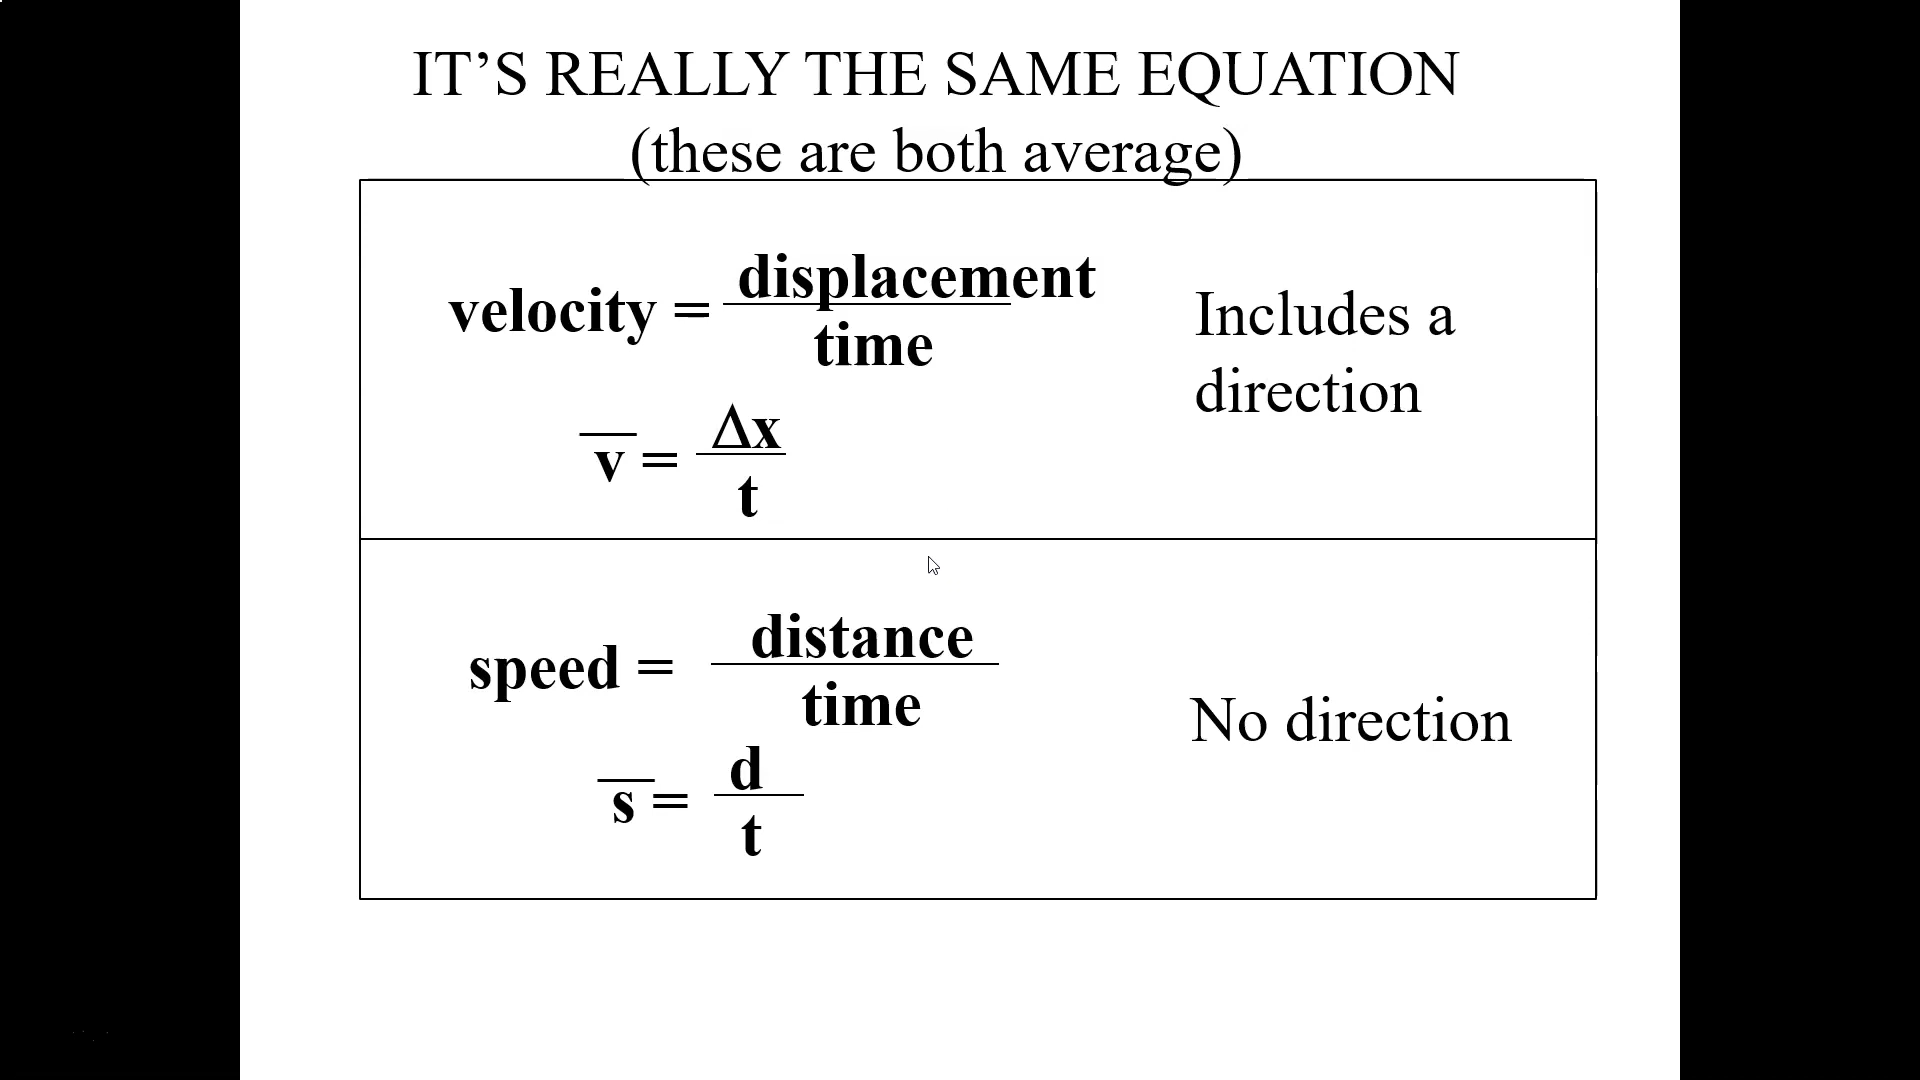 IT’S REALLY THE SAME EQUATION
(these are both average)
velocity = displacement
time
Includes a
direction
v̅ = Δx
t
speed = distance
time
No direction
s̅ = d
t